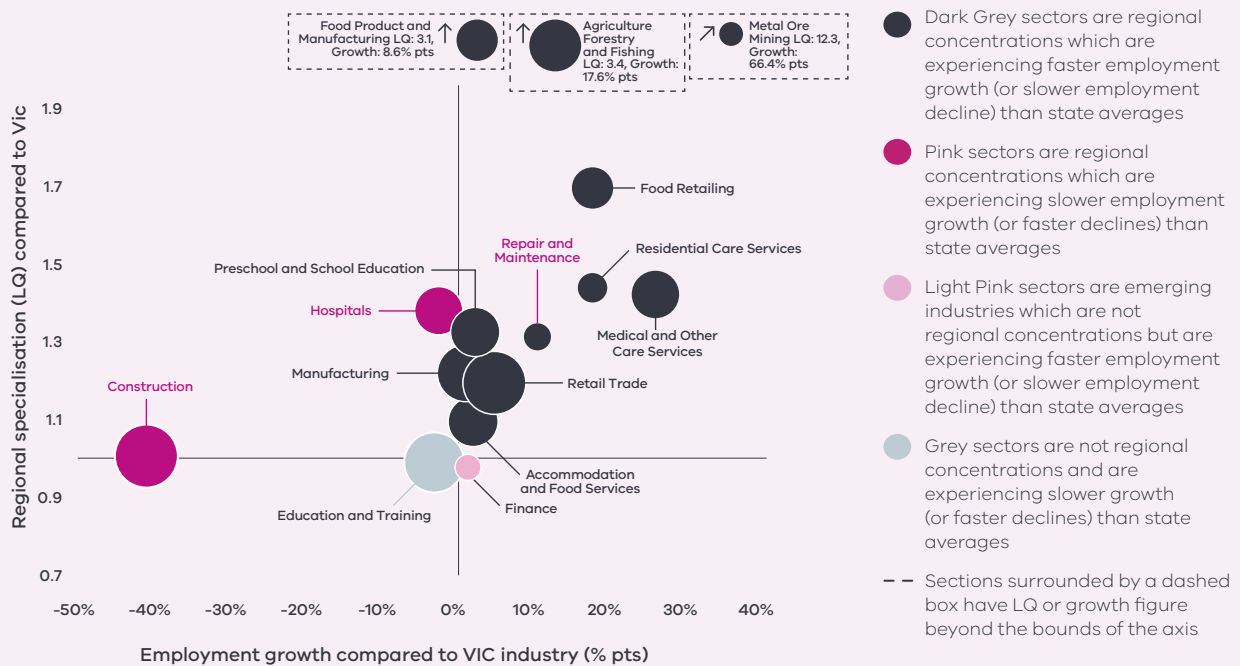 Food Product and
Manufacturing LQ: 3.1,
Growth: 8.6% pts
Agriculture
Forestry
and Fishing
LQ: 3.4, Growth:
17.6% pts
Metal Ore
Mining LQ: 12.3,
Growth:
66.4% pts
Regional specialisation (LQ) compared to Vic
1.9
1.7
1.5
1.3
1.1
0.9
0.7
Food Retailing
Repair and
Maintenance
Residential Care Services
Preschool and School Education
Hospitals
Medical and Other
Care Services
Manufacturing
Retail Trade
Construction
Accommodation
and Food Services
Finance
Education and Training
-50%
-40%
-30%
-20%
-10%
0%
10%
20%
30%
40%
Employment growth compared to VIC industry (% pts)
Dark Grey sectors are regional
concentrations which are
experiencing faster employment
growth (or slower employment
decline) than state averages
Pink sectors are regional
concentrations which are
experiencing slower employment
growth (or faster declines) than
state averages
Light Pink sectors are emerging
industries which are not
regional concentrations but are
experiencing faster employment
growth (or slower employment
decline) than state averages
Grey sectors are not regional
concentrations and are
experiencing slower growth
(or faster declines) than state
averages
Sections surrounded by a dashed
box have LQ or growth figure
beyond the bounds of the axis